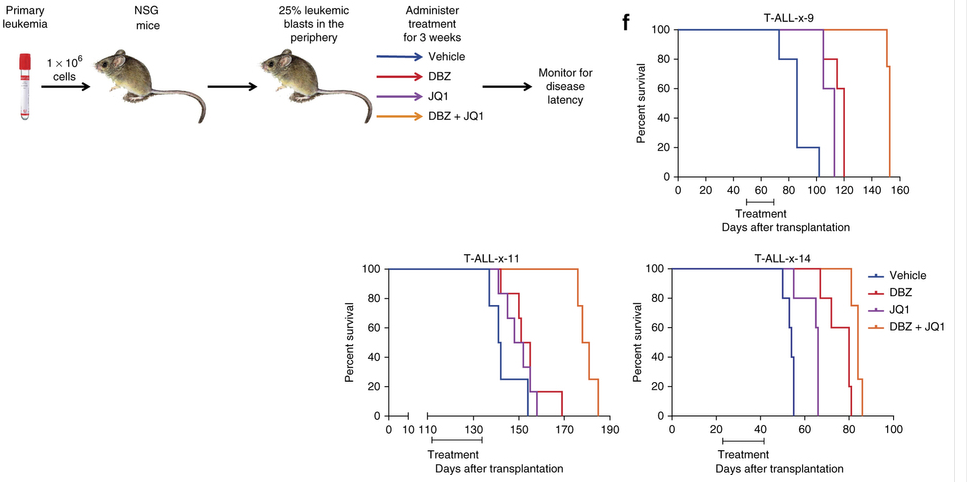 Primary
leukemia
1 × 10⁶
cells
NSG
mice
25% leukemic
blasts in the
periphery
Administer
treatment
for 3 weeks
Vehicle
DBZ
JQ1
DBZ + JQ1
Monitor for
disease
latency
f
T-ALL-x-9
Percent survival
100
80
60
40
20
0
0 20 40 60 80 100 120 140 160
Treatment
Days after transplantation
T-ALL-x-11
Percent survival
100
80
60
40
20
0
0 10 110 130 150 170 190
Treatment
Days after transplantation
T-ALL-x-14
Percent survival
100
80
60
40
20
0
0 20 40 60 80 100
Treatment
Days after transplantation
Vehicle
DBZ
JQ1
DBZ + JQ1